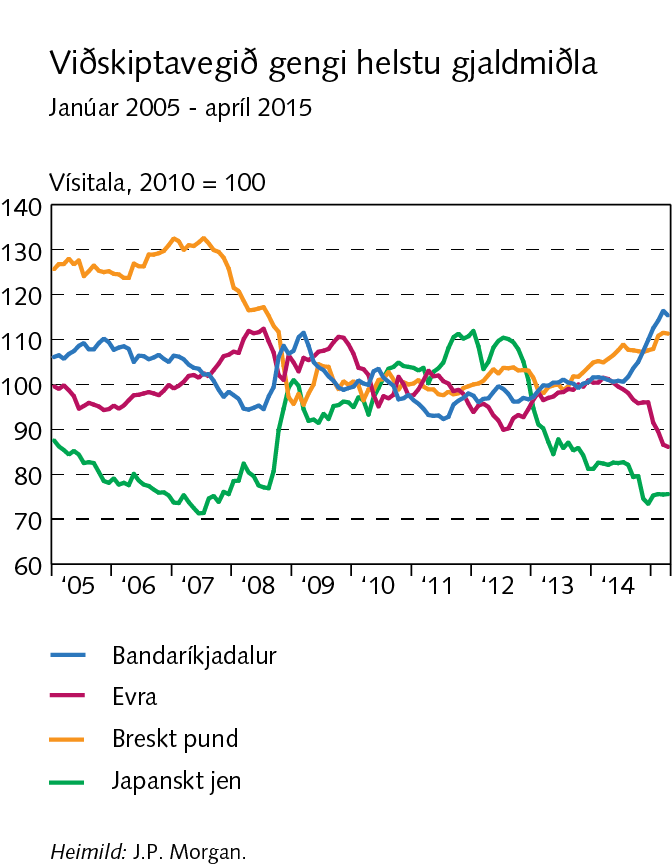 Viðskiptavegið gengi helstu gjaldmiðla
Janúar 2005 - apríl 2015
Vísitala, 2010 = 100
140
130
120
110
100
90
80
70
60
‘05 ‘06 ‘07 ‘08 ‘09 ‘10 ‘11 ‘12 ‘13 ‘14
Bandaríkjadalur
Evra
Breskt pund
Japanskt jen
Heimild: J.P. Morgan.